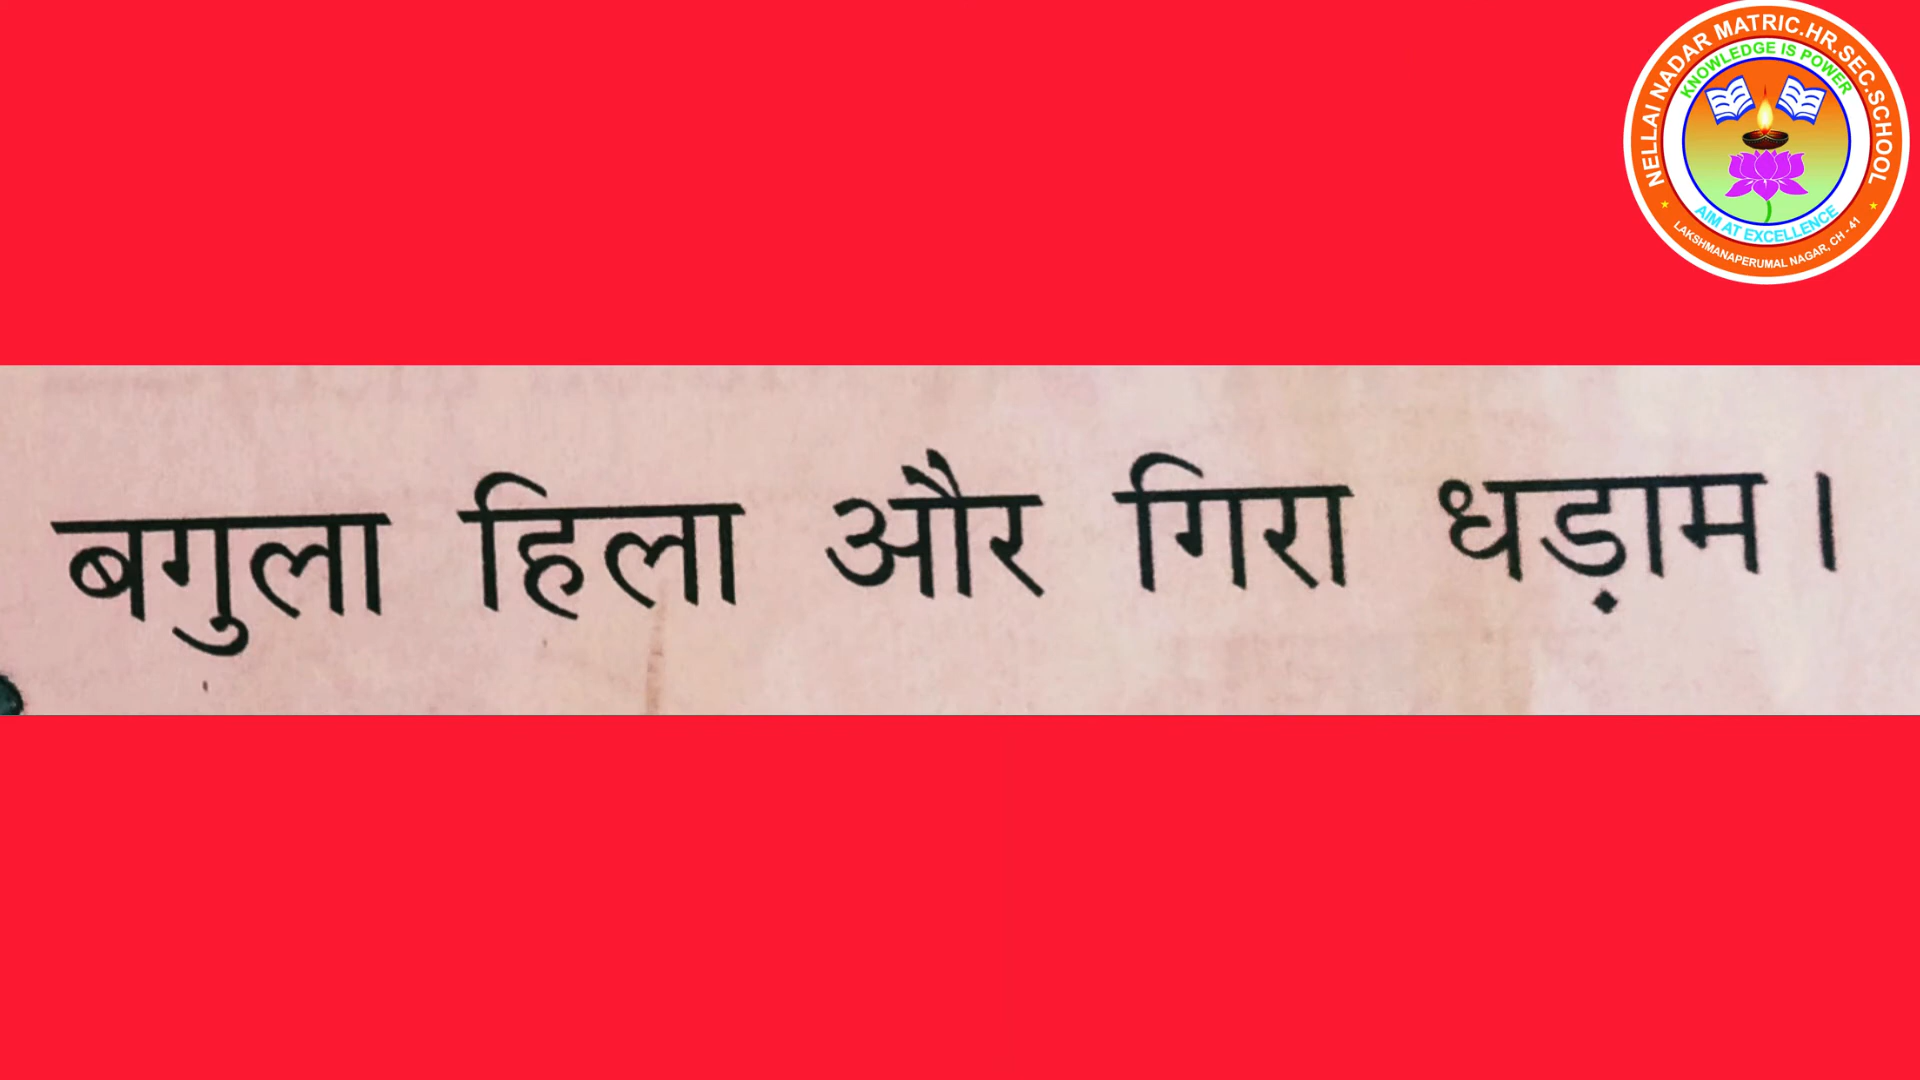 NELLAI NADAR MATRIC.HR.SEC.SCHOOL
KNOWLEDGE IS POWER
AIM AT EXCELLENCE
LAKSHMANAPERUMAL NAGAR, CH - 41
बगुला हिला और गिरा धड़ाम।